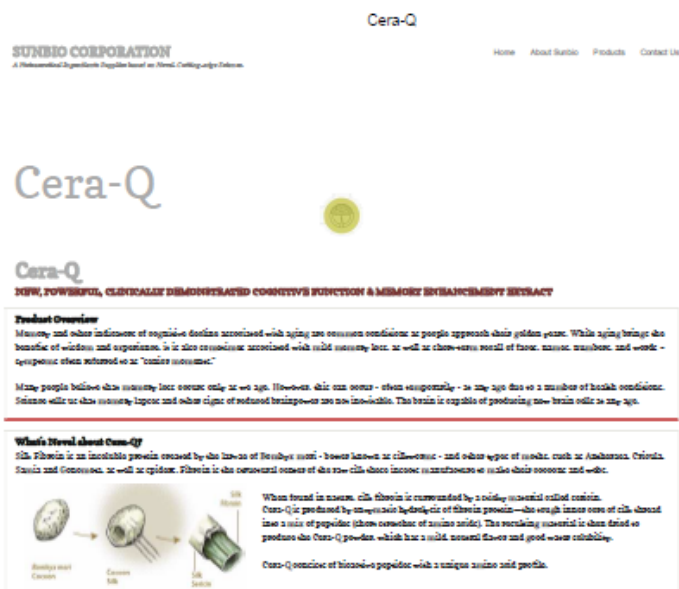 Cera-Q
SUNBIO CORPORATION
A Nutraceutical Ingredients Supplier based on Novel, Cutting-edge Science.
Home About Sunbio Products Contact Us
Cera-Q
Cera-Q
NEW, POWERFUL, CLINICALLY DEMONSTRATED COGNITIVE FUNCTION & MEMORY ENHANCEMENT EXTRACT
Product Overview
Memory and other indicators of cognitive decline associated with aging are common conditions as people approach their golden years. While aging brings the
benefits of wisdom and experience, it is also sometimes associated with mild memory loss, as well as short-term recall of faces, names, numbers, and words -
symptoms often referred to as "senior moments."
Many people believe that memory loss occurs only as we age. However, this can occur - often temporarily - at any age due to a number of health conditions.
Science tells us that memory lapses and other signs of reduced brainpower are not inevitable. The brain is capable of producing new brain cells at any age.
What's Novel about Cera-Q?
Silk Fibroin is an insoluble protein created by the larvae of Bombyx mori - better known as silkworms - and other types of moths, such as Antheraea, Cricula,
Samia and Gonometa, as well as spiders. Fibroin is the structural center of the raw silk these insects manufacture to make their cocoons and webs.
When found in nature, silk fibroin is surrounded by a sticky material called sericin.
Cera-Q is produced by enzymatic hydrolysis of fibroin protein—the tough inner core of silk thread
into a mix of peptides (short stretches of amino acids). The resulting material is then dried to
produce the Cera-Q powder, which has a mild, neutral flavor and good water solubility.
Cera-Q consists of bioactive peptides with a unique amino acid profile.
Silk
Fibroin
Bombyx mori
Cocoon
Cocoon
Silk
Silk
Sericin